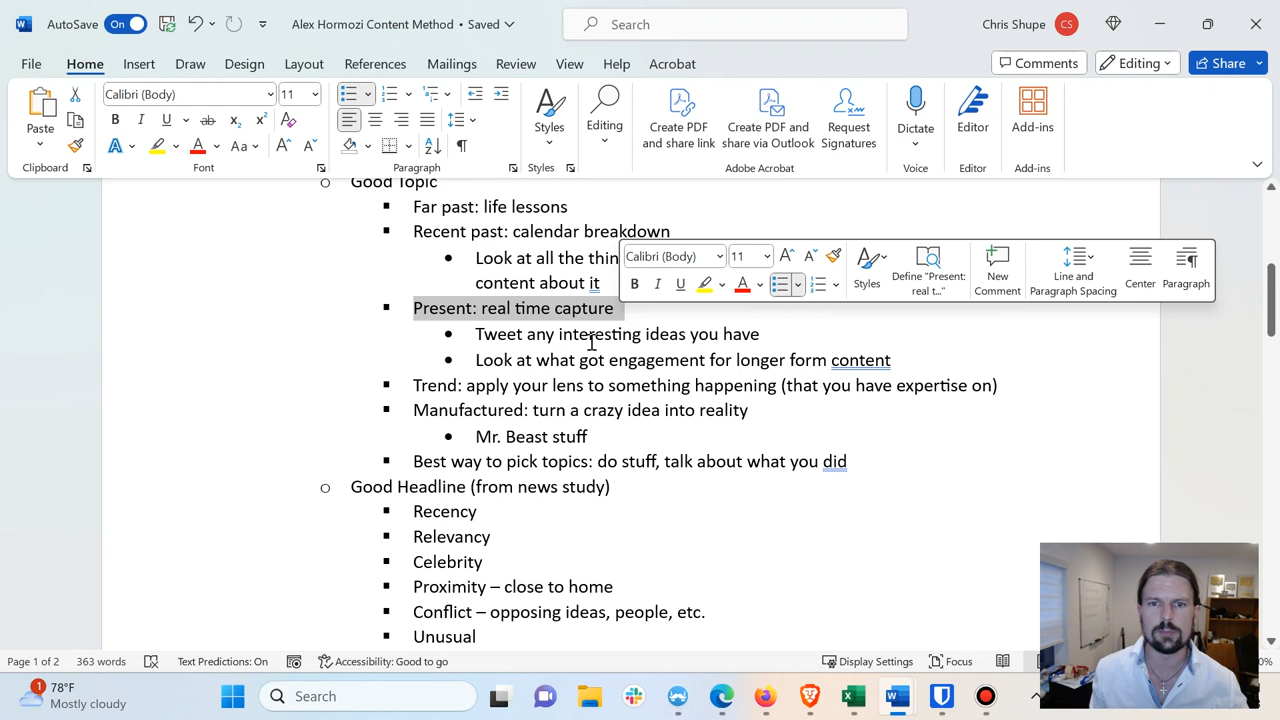 AutoSave On Alex Hormozi Content Method • Saved Search Chris Shupe CS
File Home Insert Draw Design Layout References Mailings Review View Help Acrobat Comments Editing Share
Calibri (Body) 11
Paste Styles Editing Create PDF and share link Create PDF and share via Outlook Request Signatures Dictate Editor Add-ins
Clipboard Font Paragraph Styles Adobe Acrobat Voice Editor Add-ins
o Good Topic
▪ Far past: life lessons
▪ Recent past: calendar breakdown
• Look at all the thin
content about it
Calibri (Body) 11
Styles Define "Present: real t..." New Comment Line and Paragraph Spacing Center Paragraph
▪ Present: real time capture
• Tweet any interesting ideas you have
• Look at what got engagement for longer form content
▪ Trend: apply your lens to something happening (that you have expertise on)
▪ Manufactured: turn a crazy idea into reality
• Mr. Beast stuff
▪ Best way to pick topics: do stuff, talk about what you did
o Good Headline (from news study)
▪ Recency
▪ Relevancy
▪ Celebrity
▪ Proximity – close to home
▪ Conflict – opposing ideas, people, etc.
▪ Unusual
Page 1 of 2 363 words Text Predictions: On Accessibility: Good to go Display Settings Focus 0%
1 78°F
Mostly cloudy
Search